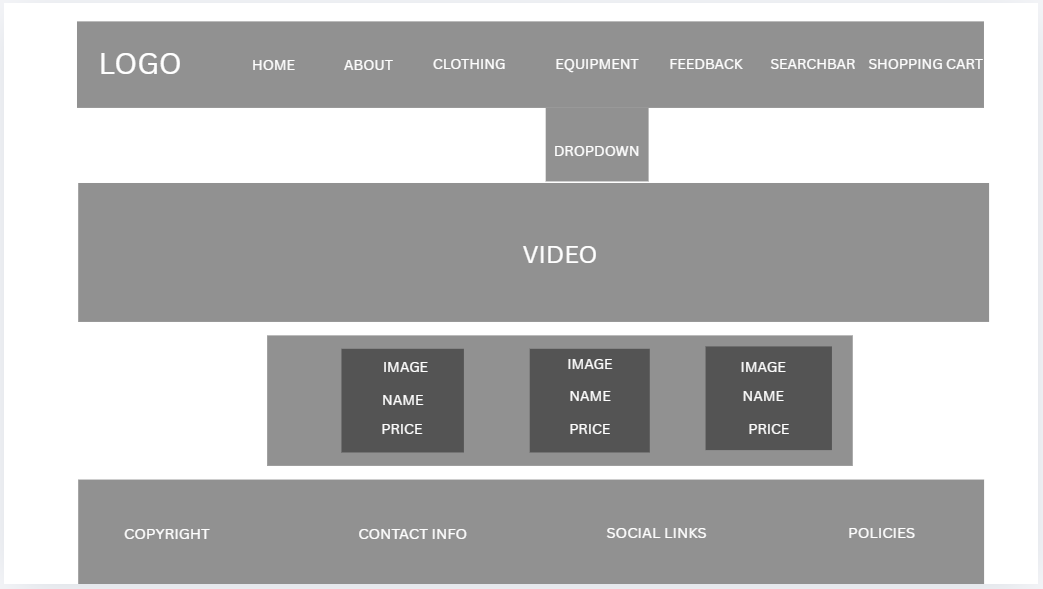 LOGO HOME ABOUT CLOTHING EQUIPMENT FEEDBACK SEARCHBAR SHOPPING CART
DROPDOWN
VIDEO
IMAGE
NAME
PRICE
IMAGE
NAME
PRICE
IMAGE
NAME
PRICE
COPYRIGHT CONTACT INFO SOCIAL LINKS POLICIES